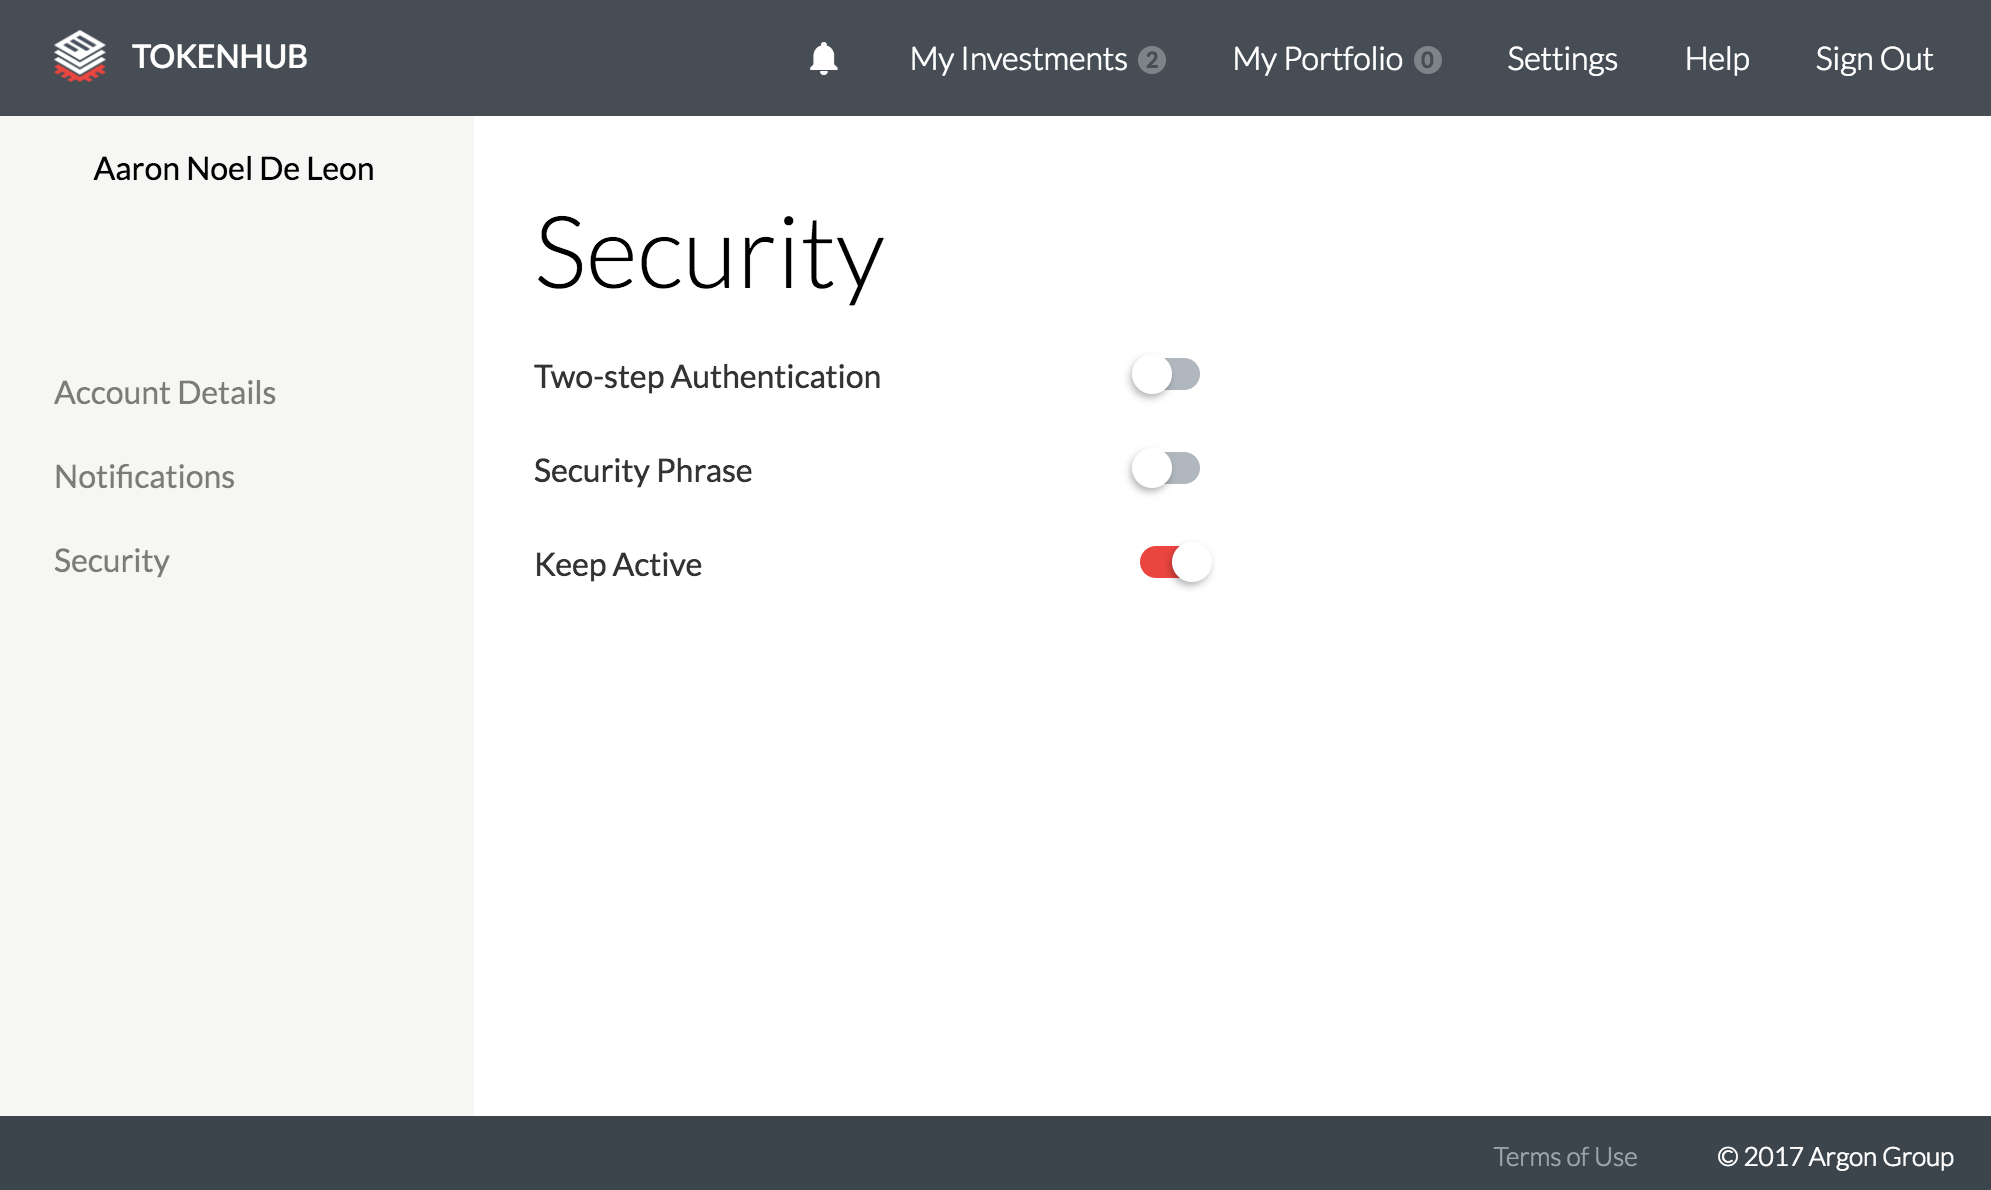 TOKENHUB
My Investments 2
My Portfolio 0
Settings
Help
Sign Out
Aaron Noel De Leon
Account Details
Notifications
Security
Security
Two-step Authentication
Security Phrase
Keep Active
Terms of Use
© 2017 Argon Group